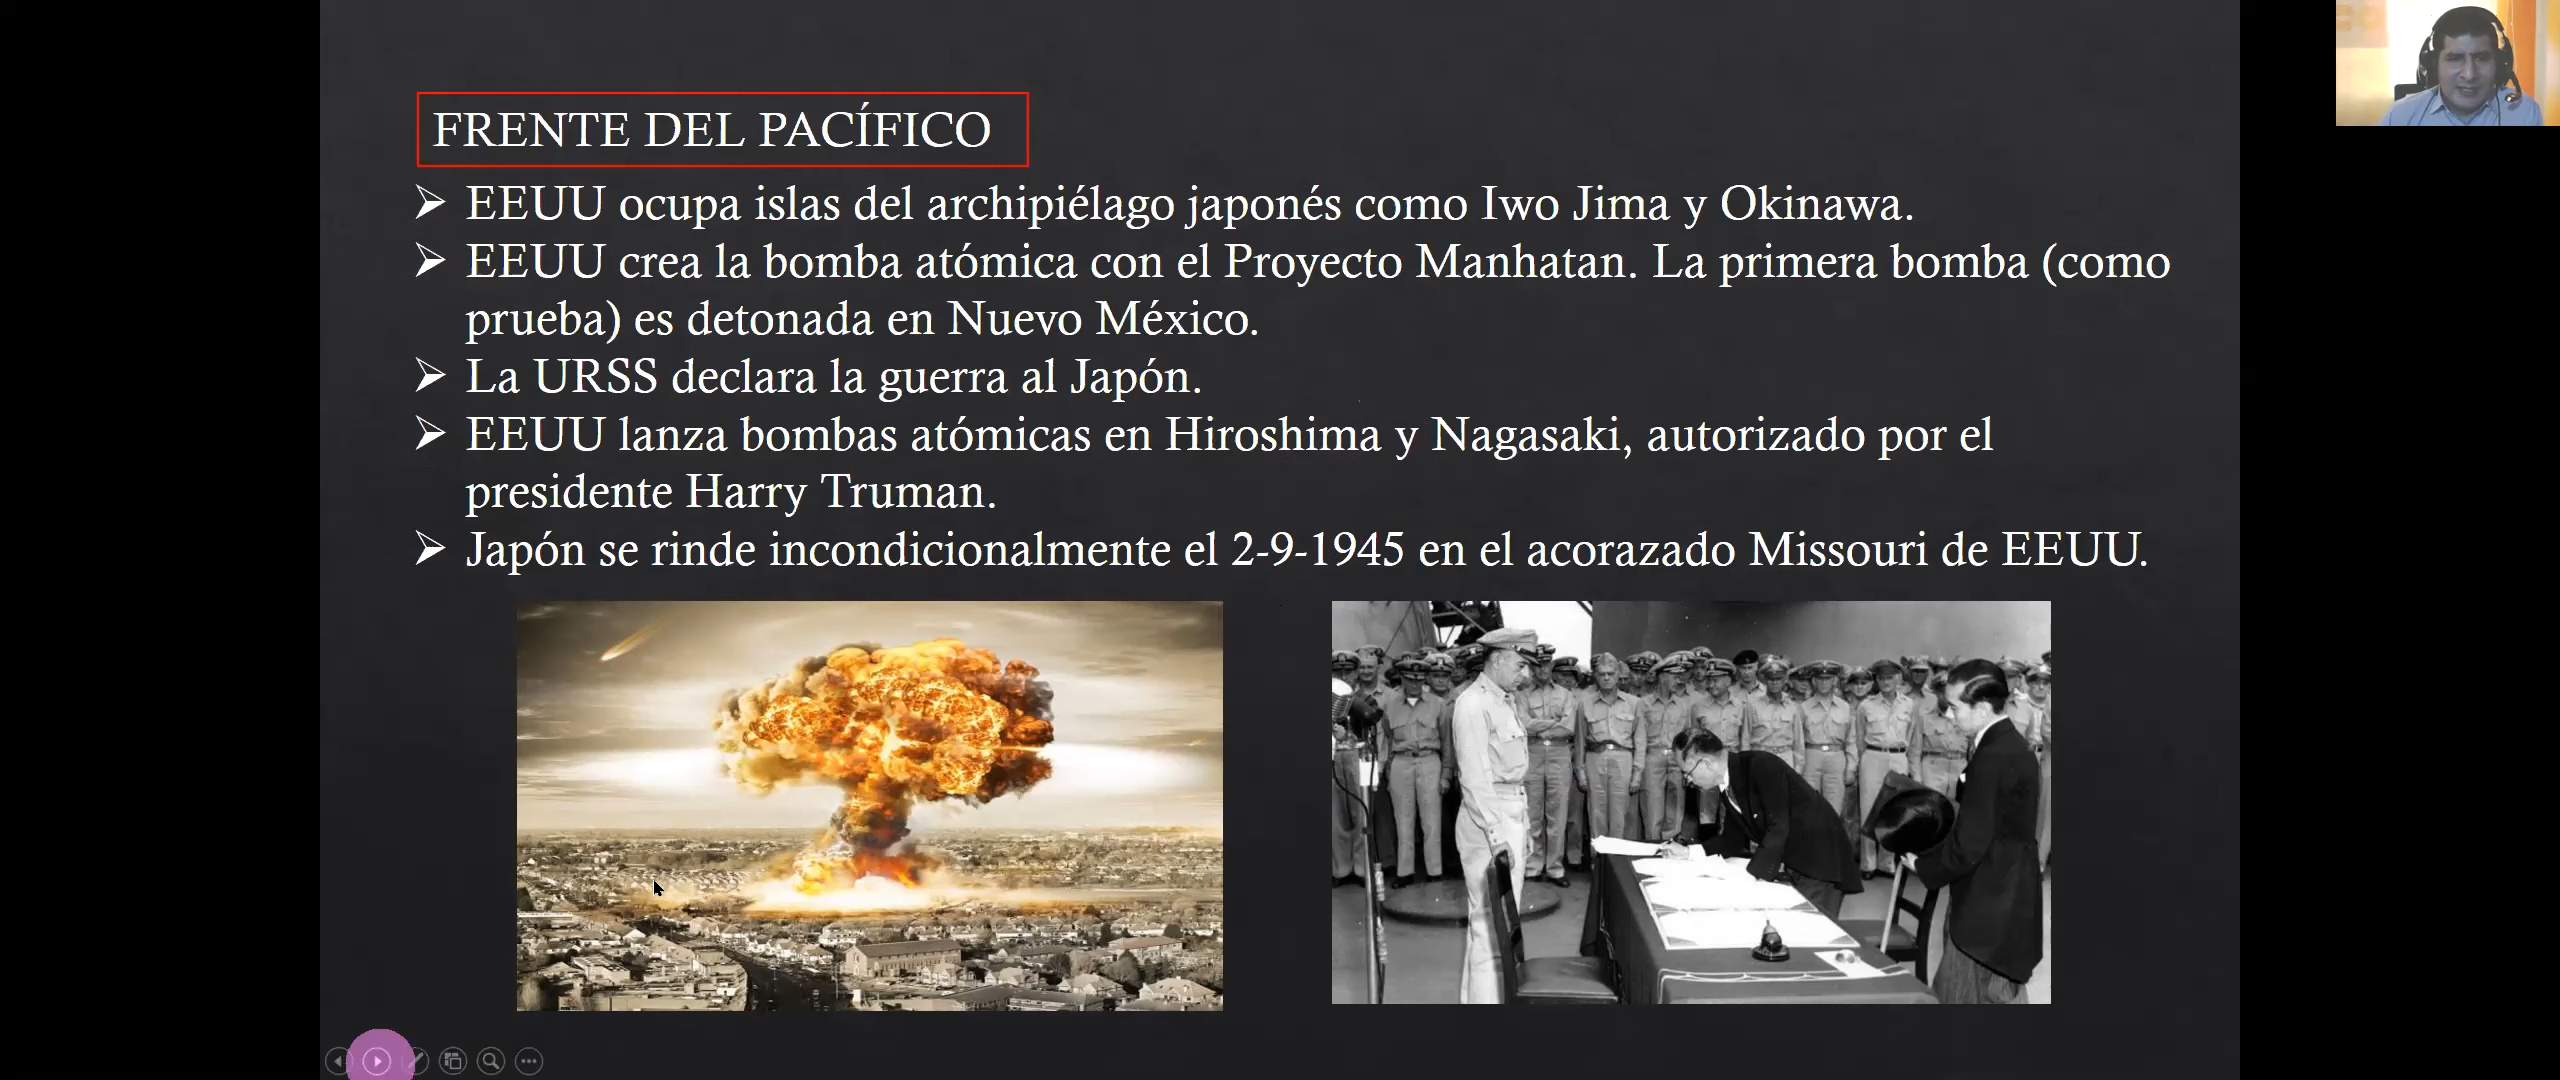 FRENTE DEL PACÍFICO
➢ EEUU ocupa islas del archipiélago japonés como Iwo Jima y Okinawa.
➢ EEUU crea la bomba atómica con el Proyecto Manhatan. La primera bomba (como
prueba) es detonada en Nuevo México.
➢ La URSS declara la guerra al Japón.
➢ EEUU lanza bombas atómicas en Hiroshima y Nagasaki, autorizado por el
presidente Harry Truman.
➢ Japón se rinde incondicionalmente el 2-9-1945 en el acorazado Missouri de EEUU.